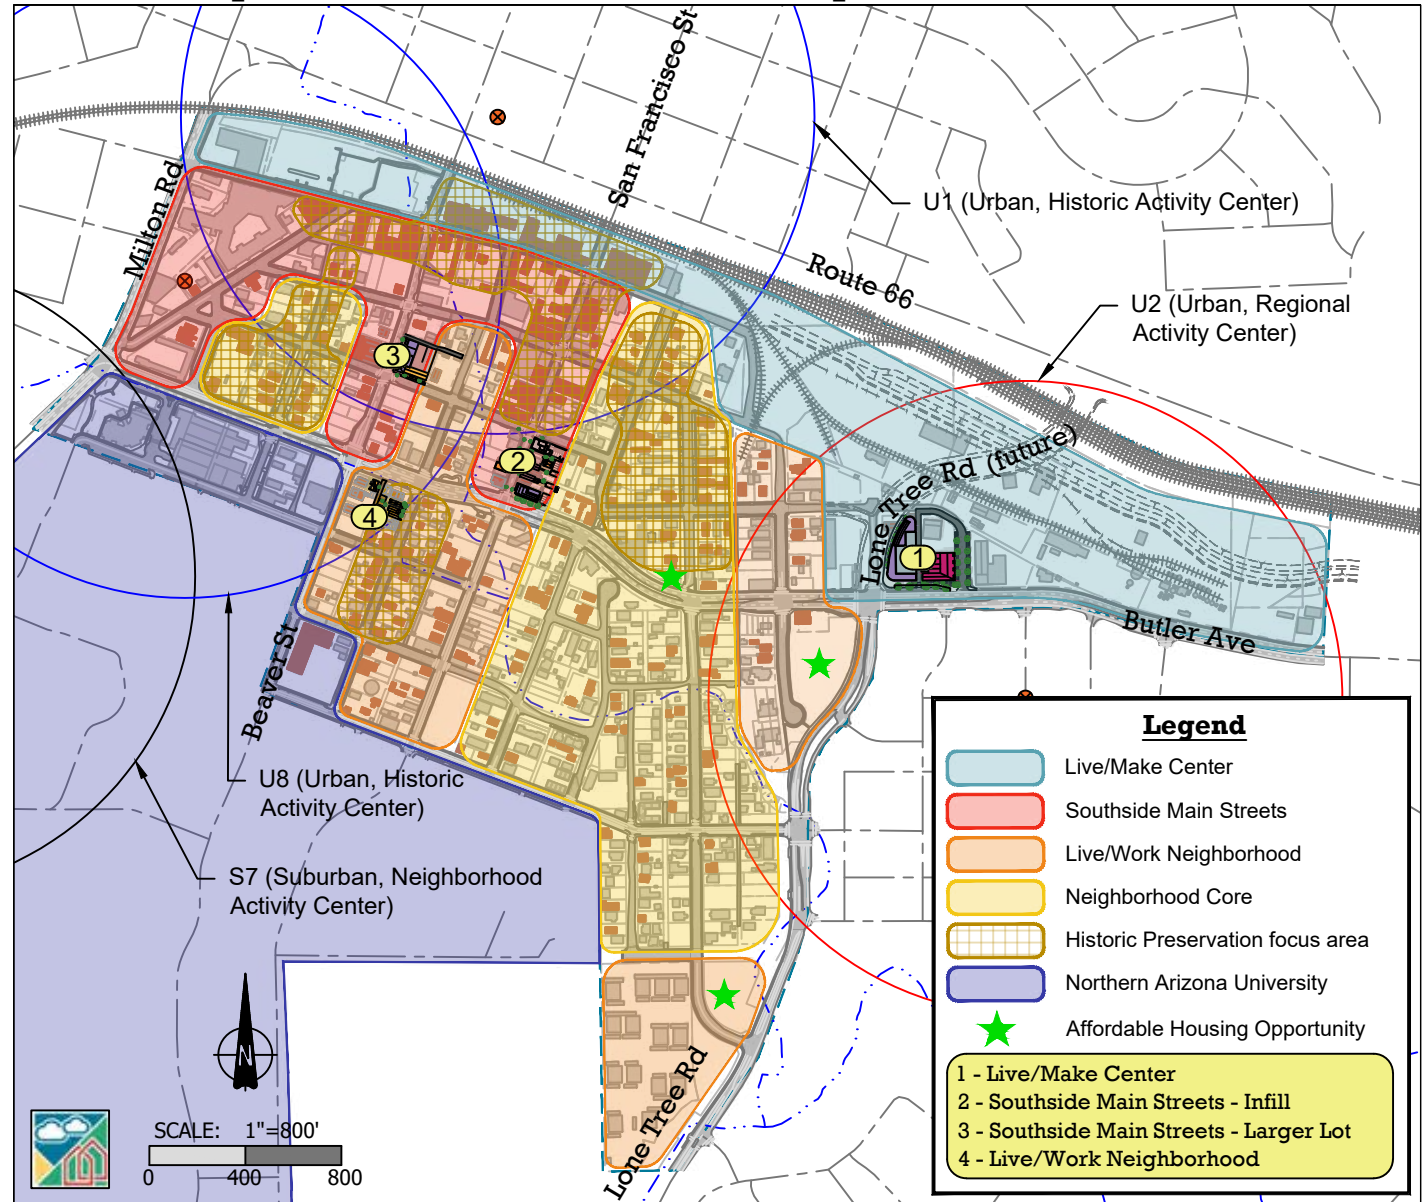 San Francisco St
Milton Rd
U1 (Urban, Historic Activity Center)
Route 66
U2 (Urban, Regional
Activity Center)
3
2
Lone Tree Rd (future)
4
1
Butler Ave
Beaver St
U8 (Urban, Historic
Activity Center)
S7 (Suburban, Neighborhood
Activity Center)
Lone Tree Rd
N
SCALE: 1"=800'
0 400 800
Legend
Live/Make Center
Southside Main Streets
Live/Work Neighborhood
Neighborhood Core
Historic Preservation focus area
Northern Arizona University
Affordable Housing Opportunity
1 - Live/Make Center
2 - Southside Main Streets - Infill
3 - Southside Main Streets - Larger Lot
4 - Live/Work Neighborhood